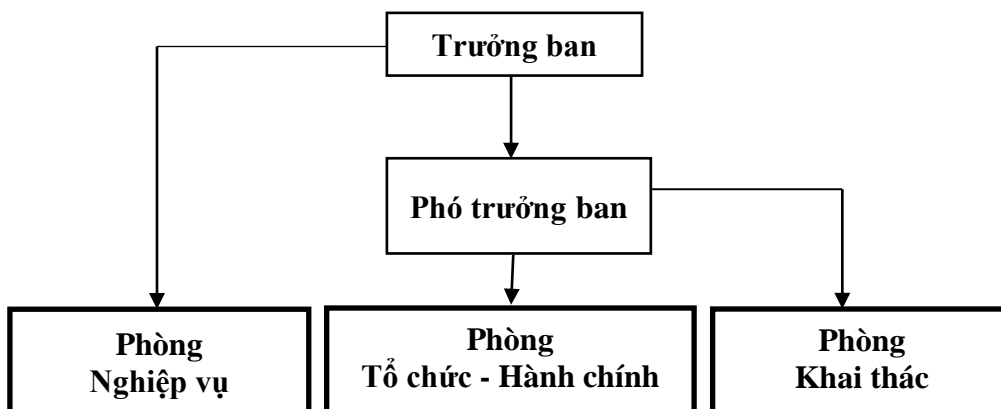 Trưởng ban
Phó trưởng ban
Phòng
Nghiệp vụ
Phòng
Tổ chức - Hành chính
Phòng
Khai thác